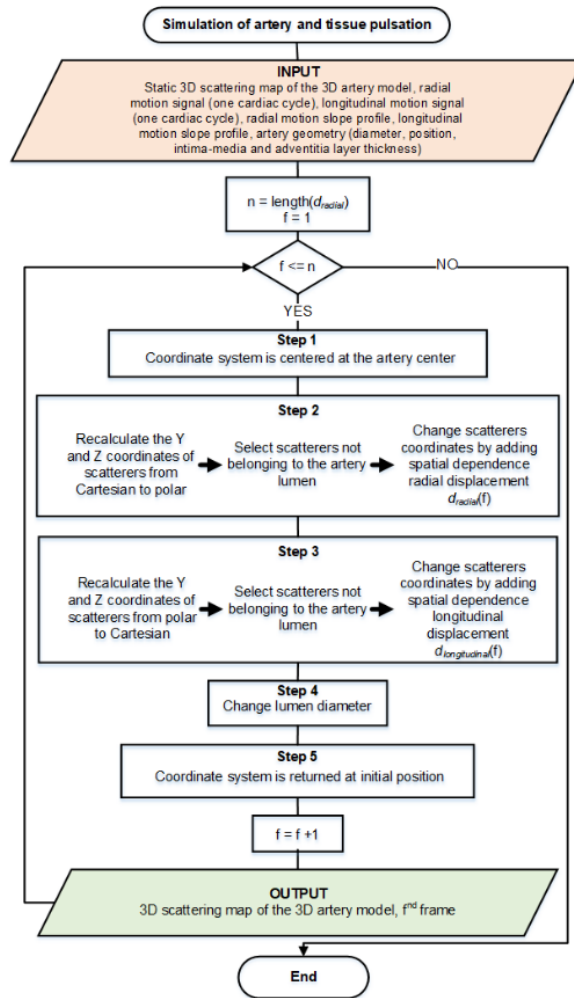 Simulation of artery and tissue pulsation
INPUT
Static 3D scattering map of the 3D artery model, radial
motion signal (one cardiac cycle), longitudinal motion signal
(one cardiac cycle), radial motion slope profile, longitudinal
motion slope profile, artery geometry (diameter, position,
intima-media and adventitia layer thickness)
n = length(d_radial)
f = 1
f <= n
NO
YES
Step 1
Coordinate system is centered at the artery center
Step 2
Recalculate the Y
and Z coordinates of
scatterers from
Cartesian to polar
Select scatterers not
belonging to the artery
lumen
Change scatterers
coordinates by adding
spatial dependence
radial displacement
d_radial(f)
Step 3
Recalculate the Y
and Z coordinates of
scatterers from polar
to Cartesian
Select scatterers not
belonging to the artery
lumen
Change scatterers
coordinates by adding
spatial dependence
longitudinal
displacement
d_longitudinal(f)
Step 4
Change lumen diameter
Step 5
Coordinate system is returned at initial position
f = f +1
OUTPUT
3D scattering map of the 3D artery model, f^nd frame
End